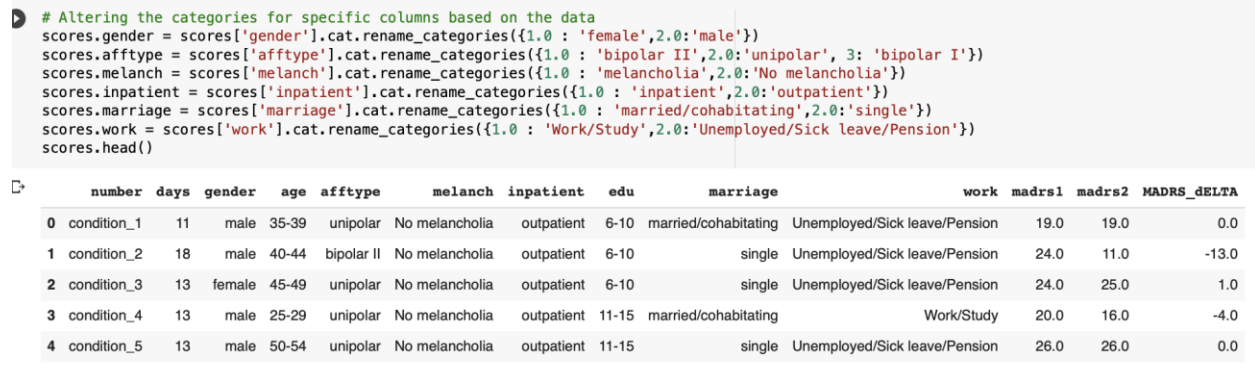 # Altering the categories for specific columns based on the data
scores.gender = scores['gender'].cat.rename_categories({1.0 : 'female',2.0:'male'})
scores.afftype = scores['afftype'].cat.rename_categories({1.0 : 'bipolar II',2.0:'unipolar', 3: 'bipolar I'})
scores.melanch = scores['melanch'].cat.rename_categories({1.0 : 'melancholia',2.0:'No melancholia'})
scores.inpatient = scores['inpatient'].cat.rename_categories({1.0 : 'inpatient',2.0:'outpatient'})
scores.marriage = scores['marriage'].cat.rename_categories({1.0 : 'married/cohabitating',2.0:'single'})
scores.work = scores['work'].cat.rename_categories({1.0 : 'Work/Study',2.0:'Unemployed/Sick leave/Pension'})
scores.head()
number days gender age afftype melanch inpatient edu marriage work madrs1 madrs2 MADRS_dELTA
0 condition_1 11 male 35-39 unipolar No melancholia outpatient 6-10 married/cohabitating Unemployed/Sick leave/Pension 19.0 19.0 0.0
1 condition_2 18 male 40-44 bipolar II No melancholia outpatient 6-10 single Unemployed/Sick leave/Pension 24.0 11.0 -13.0
2 condition_3 13 female 45-49 unipolar No melancholia outpatient 6-10 single Unemployed/Sick leave/Pension 24.0 25.0 1.0
3 condition_4 13 male 25-29 unipolar No melancholia outpatient 11-15 married/cohabitating Work/Study 20.0 16.0 -4.0
4 condition_5 13 male 50-54 unipolar No melancholia outpatient 11-15 single Unemployed/Sick leave/Pension 26.0 26.0 0.0